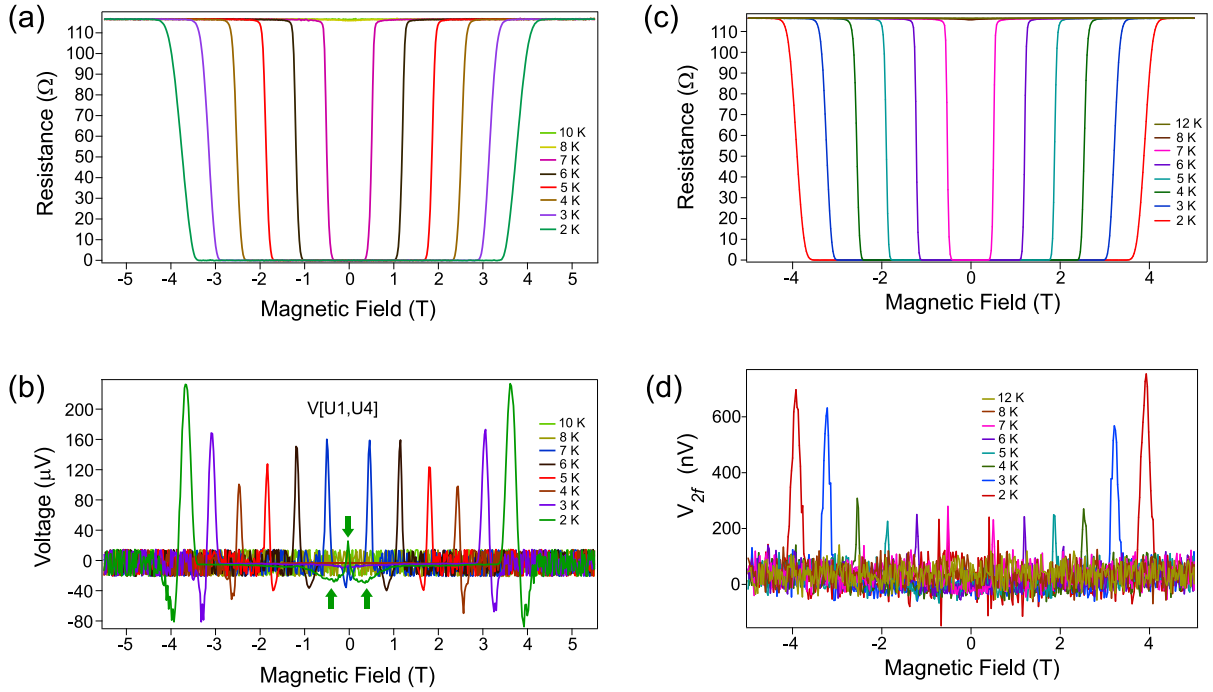 (a)
Resistance (Ω)
110
100
90
80
70
60
50
40
30
20
10
0
10 K
8 K
7 K
6 K
5 K
4 K
3 K
2 K
-5 -4 -3 -2 -1 0 1 2 3 4 5
Magnetic Field (T)
(c)
Resistance (Ω)
110
100
90
80
70
60
50
40
30
20
10
0
12 K
8 K
7 K
6 K
5 K
4 K
3 K
2 K
-4 -2 0 2 4
Magnetic Field (T)
(b)
Voltage (μV)
200
160
120
80
40
0
-40
-80
V[U1,U4]
10 K
8 K
7 K
6 K
5 K
4 K
3 K
2 K
-5 -4 -3 -2 -1 0 1 2 3 4 5
Magnetic Field (T)
(d)
V2f (nV)
600
400
200
0
12 K
8 K
7 K
6 K
5 K
4 K
3 K
2 K
-4 -2 0 2 4
Magnetic Field (T)